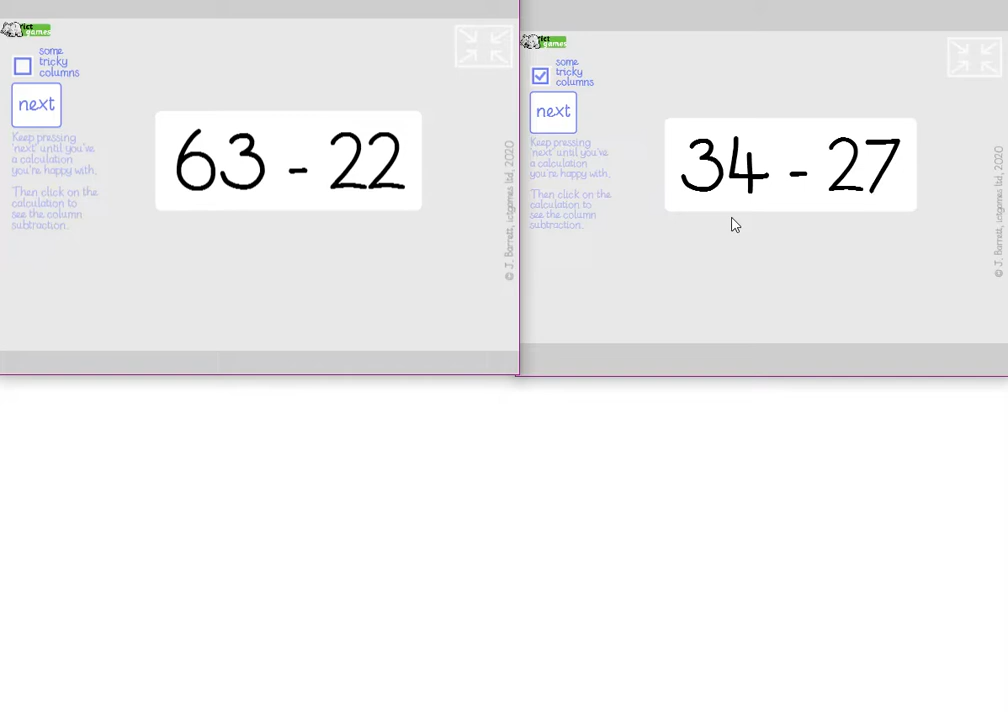 ict
games
some
tricky
columns
next
Keep pressing
'next' until you've
a calculation
you're happy with.
Then click on the
calculation to
see the column
subtraction.
63 - 22
© J. Barrett, ictgames ltd, 2020
ict
games
some
tricky
columns
next
Keep pressing
'next' until you've
a calculation
you're happy with.
Then click on the
calculation to
see the column
subtraction.
34 - 27
© J. Barrett, ictgames ltd, 2020